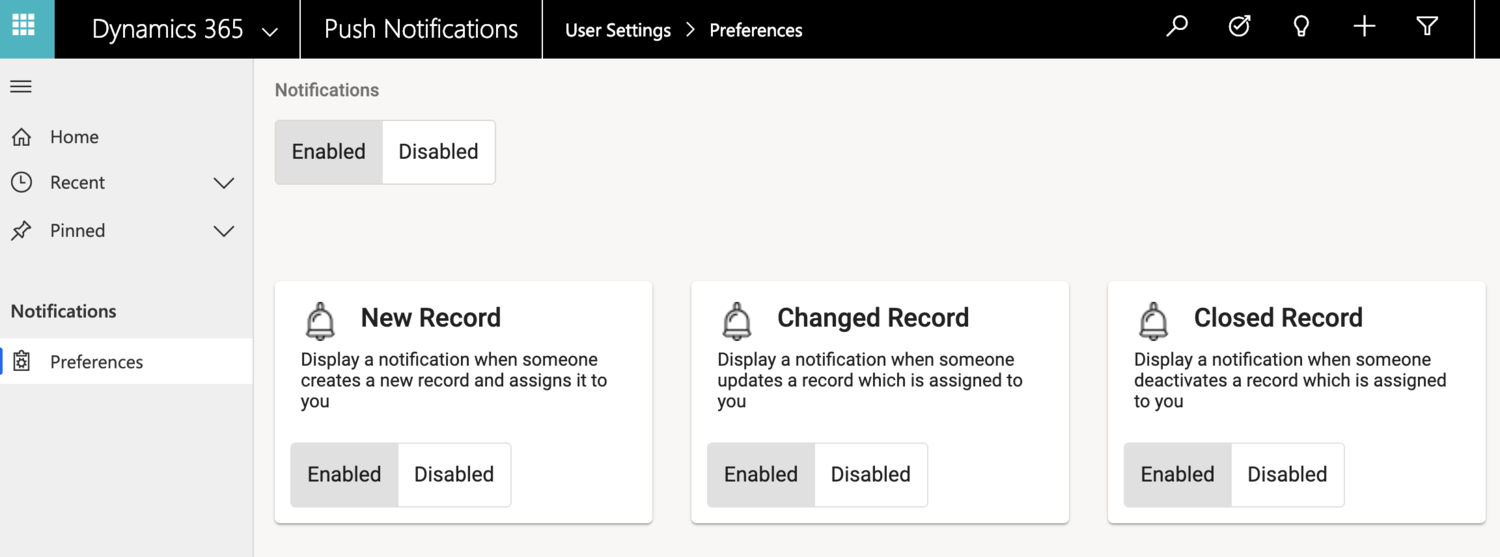 Dynamics 365
Push Notifications
User Settings > Preferences
Home
Recent
Pinned
Notifications
Preferences
Notifications
Enabled Disabled
New Record
Display a notification when someone
creates a new record and assigns it to
you
Enabled Disabled
Changed Record
Display a notification when someone
updates a record which is assigned to
you
Enabled Disabled
Closed Record
Display a notification when someone
deactivates a record which is assigned
to you
Enabled Disabled